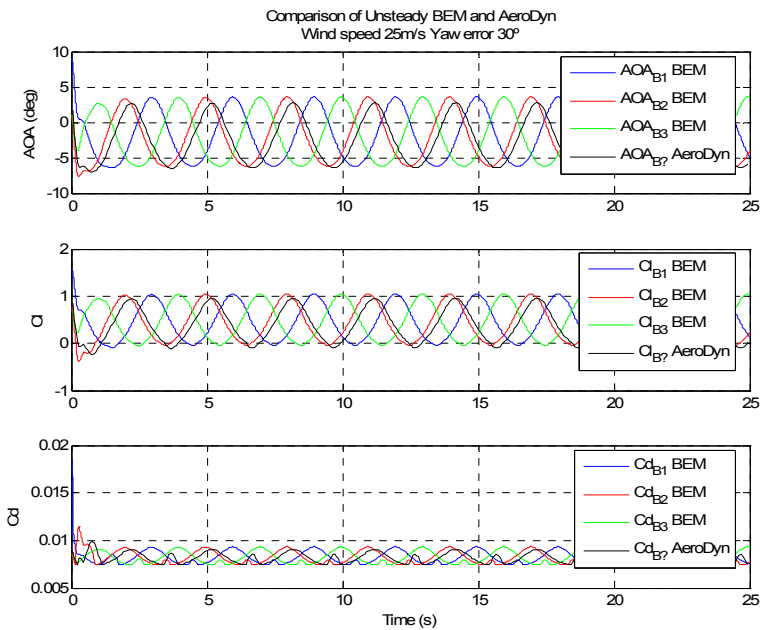 Comparison of Unsteady BEM and AeroDyn
Wind speed 25m/s Yaw error 30º
10
5
0
-5
-10
AOA (deg)
0
5
10
15
20
25
AOA_B1 BEM
AOA_B2 BEM
AOA_B3 BEM
AOA_B? AeroDyn
2
1
0
-1
Cl
0
5
10
15
20
25
Cl_B1 BEM
Cl_B2 BEM
Cl_B3 BEM
Cl_B? AeroDyn
0.02
0.015
0.01
0.005
Cd
0
5
10
15
20
25
Cd_B1 BEM
Cd_B2 BEM
Cd_B3 BEM
Cd_B? AeroDyn
Time (s)